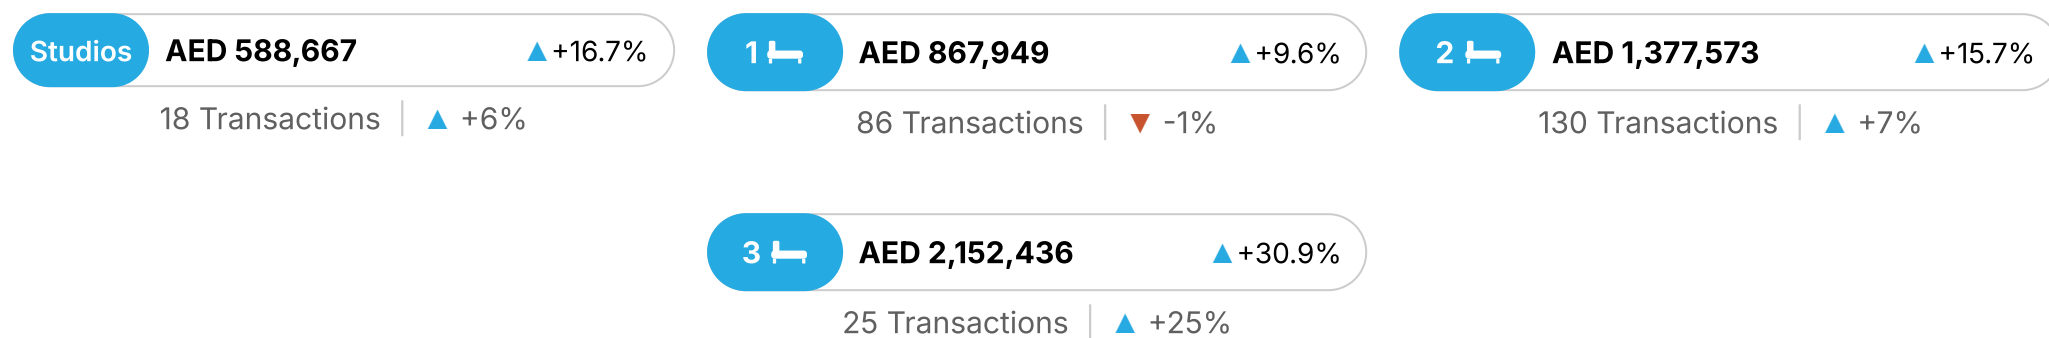 Studios AED 588,667 ▲+16.7%
18 Transactions | ▲ +6%
1 AED 867,949 ▲+9.6%
86 Transactions | ▼ -1%
2 AED 1,377,573 ▲+15.7%
130 Transactions | ▲ +7%
3 AED 2,152,436 ▲+30.9%
25 Transactions | ▲ +25%